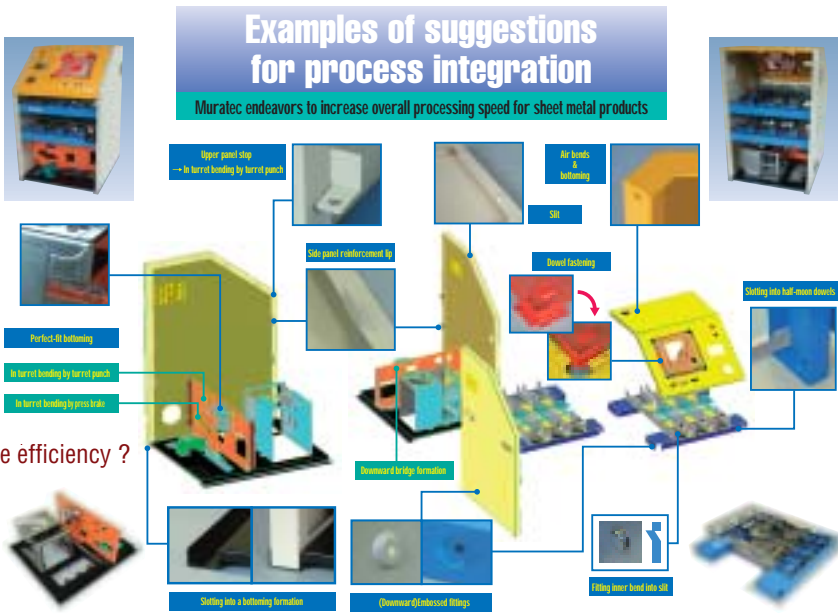 Examples of suggestions
for process integration
Muratec endeavors to increase overall processing speed for sheet metal products
Upper panel stop
→ In turret bending by turret punch
Air bends
&
bottoming
Slit
Side panel reinforcement lip
Dowel fastening
Slotting into half-moon dowels
Perfect-fit bottoming
In turret bending by turret punch
In turret bending by press brake
e efficiency ?
Downward bridge formation
Slotting into a bottoming formation
(Downward)Embossed fittings
Fitting inner bend into slit